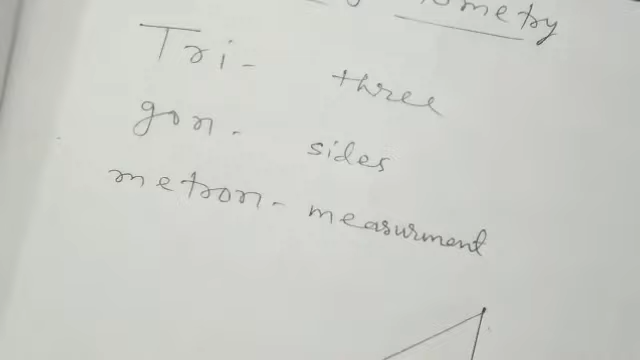 Tri- three
gon- sides
metron- measurment